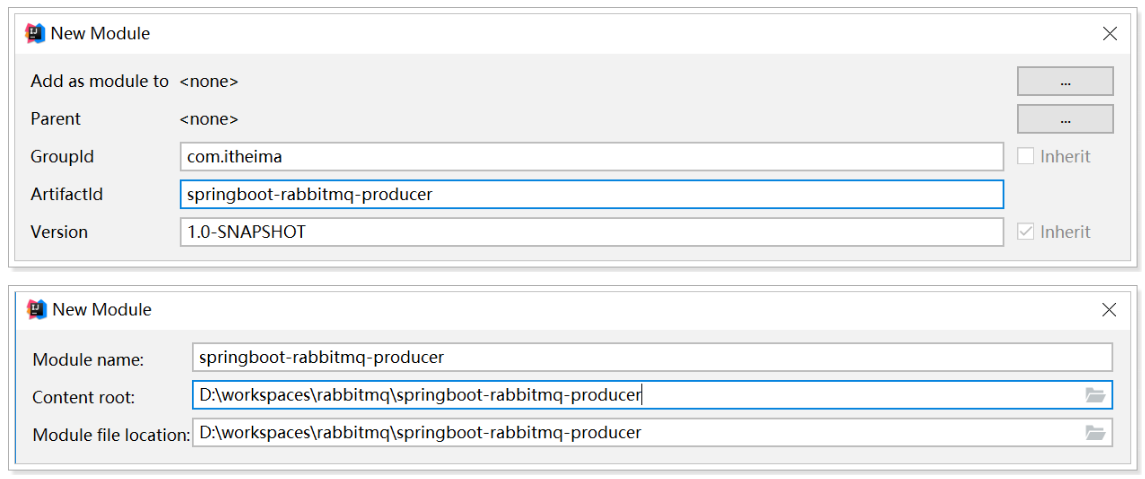 New Module
Add as module to <none>
...
Parent <none>
...
GroupId com.itheima Inherit
ArtifactId springboot-rabbitmq-producer
Version 1.0-SNAPSHOT Inherit
New Module
Module name: springboot-rabbitmq-producer
Content root: D:\workspaces\rabbitmq\springboot-rabbitmq-producer
Module file location: D:\workspaces\rabbitmq\springboot-rabbitmq-producer